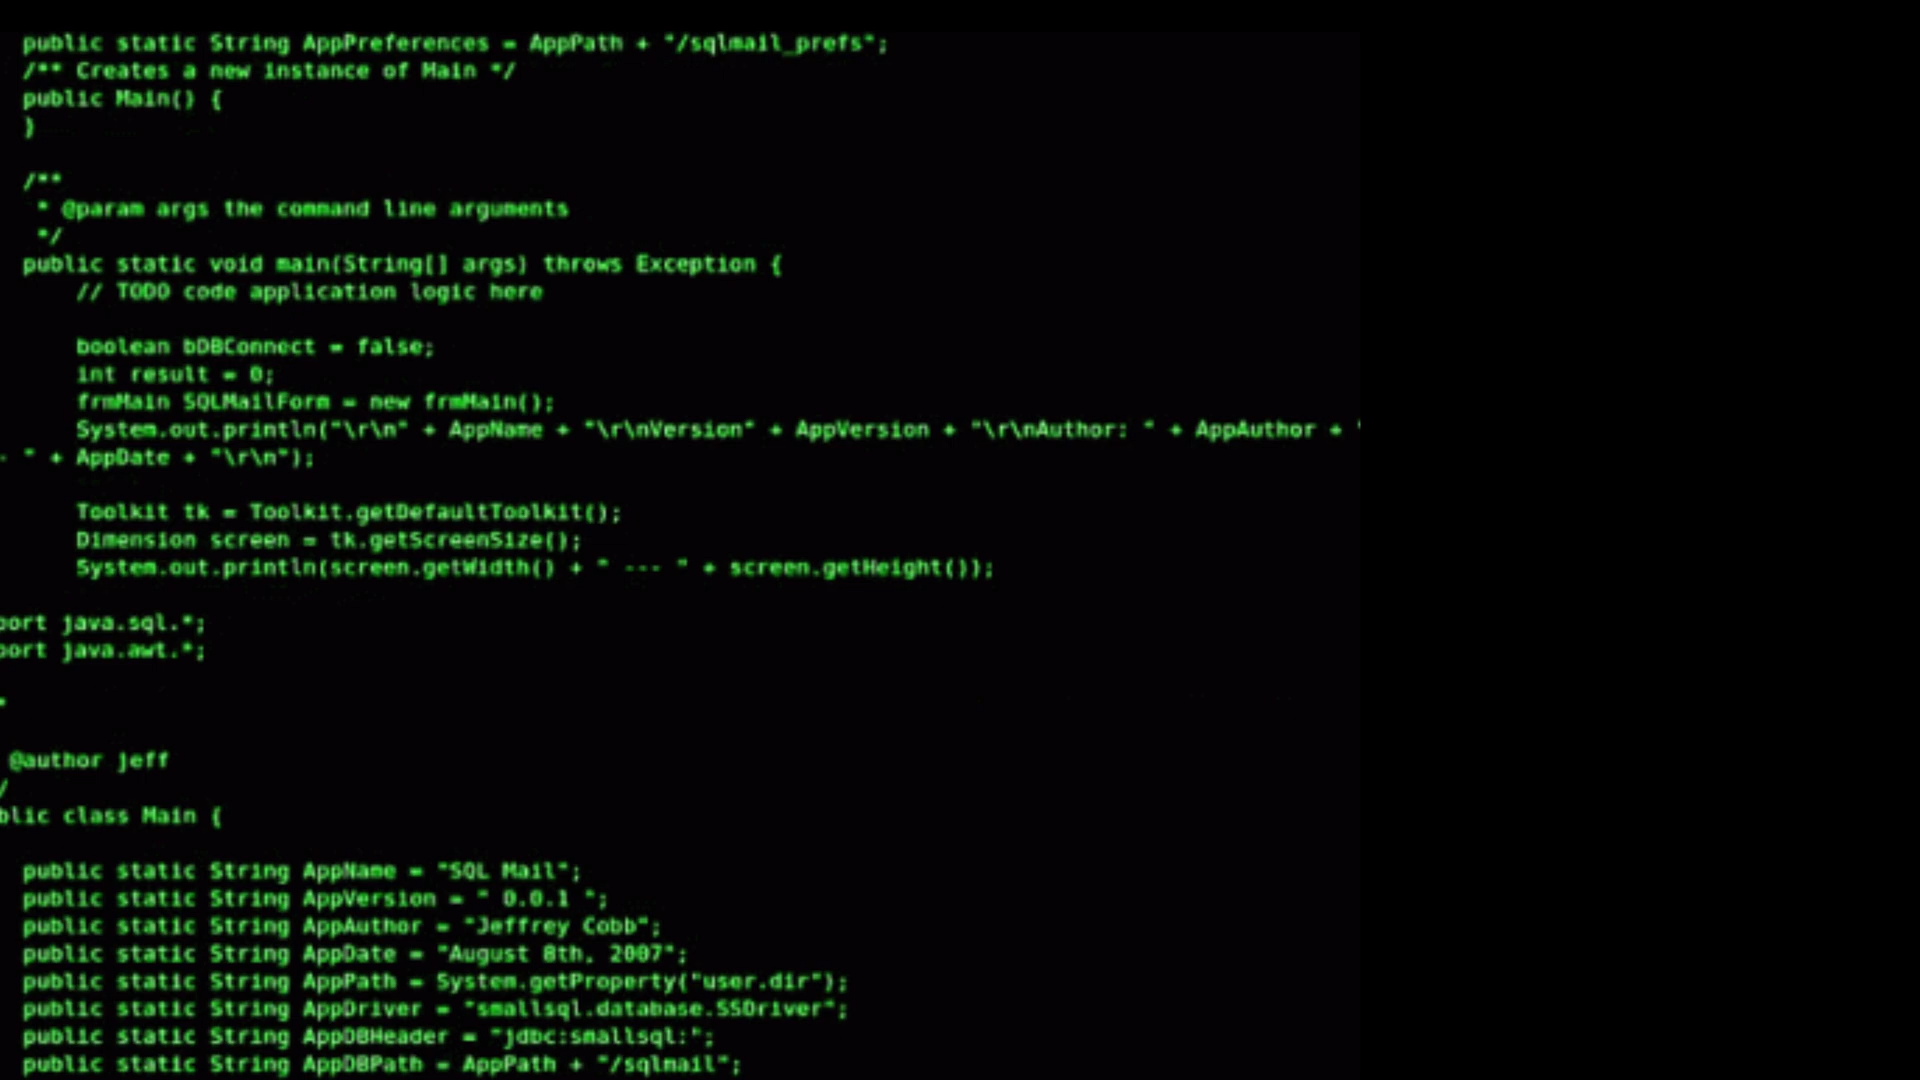 public static String AppPreferences = AppPath + "/sqlmail_prefs";
/** Creates a new instance of Main */
public Main() {
}
/**
* @param args the command line arguments
*/
public static void main(String[] args) throws Exception {
// TODO code application logic here
boolean bDBConnect = false;
int result = 0;
frmMain SQLMailForm = new frmMain();
System.out.println("\r\n" + AppName + "\r\nVersion" + AppVersion + "\r\nAuthor: " + AppAuthor + "
- " + AppDate + "\r\n");
Toolkit tk = Toolkit.getDefaultToolkit();
Dimension screen = tk.getScreenSize();
System.out.println(screen.getWidth() + " --- " + screen.getHeight());
port java.sql.*;
port java.awt.*;
*
@author jeff
/
blic class Main {
public static String AppName = "SQL Mail";
public static String AppVersion = " 0.0.1 ";
public static String AppAuthor = "Jeffrey Cobb";
public static String AppDate = "August 8th, 2007";
public static String AppPath = System.getProperty("user.dir");
public static String AppDriver = "smallsql.database.SSDriver";
public static String AppDBHeader = "jdbc:smallsql:";
public static String AppDBPath = AppPath + "/sqlmail";